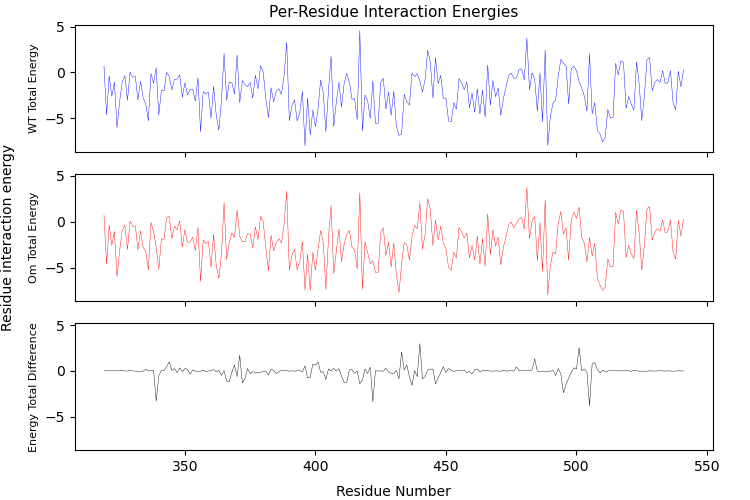 Per-Residue Interaction Energies
Residue interaction energy
WT Total Energy
5
0
−5
Om Total Energy
5
0
−5
Energy Total Difference
5
0
−5
350
400
450
500
550
Residue Number